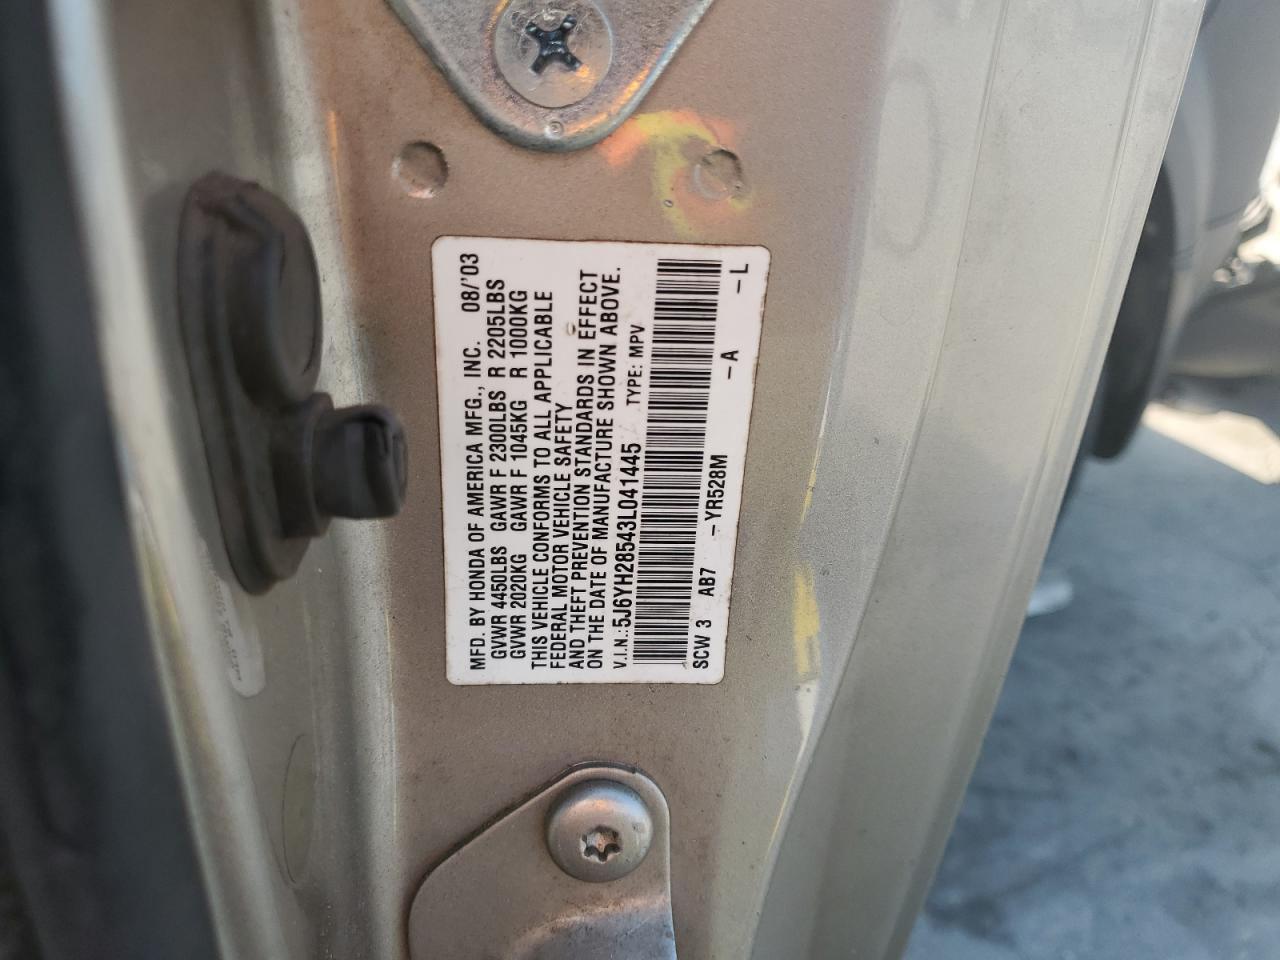 MFD. BY HONDA OF AMERICA MFG., INC. 08/'03
GVWR 4450LBS GAWR F 2300LBS R 2205LBS
GVWR 2020KG GAWR F 1045KG R 1000KG
THIS VEHICLE CONFORMS TO ALL APPLICABLE
FEDERAL MOTOR VEHICLE SAFETY
AND THEFT PREVENTION STANDARDS IN EFFECT
ON THE DATE OF MANUFACTURE SHOWN ABOVE.
V.I.N.:5J6YH28543L041445 TYPE: MPV
SCW 3 AB7 -YR528M -A -L